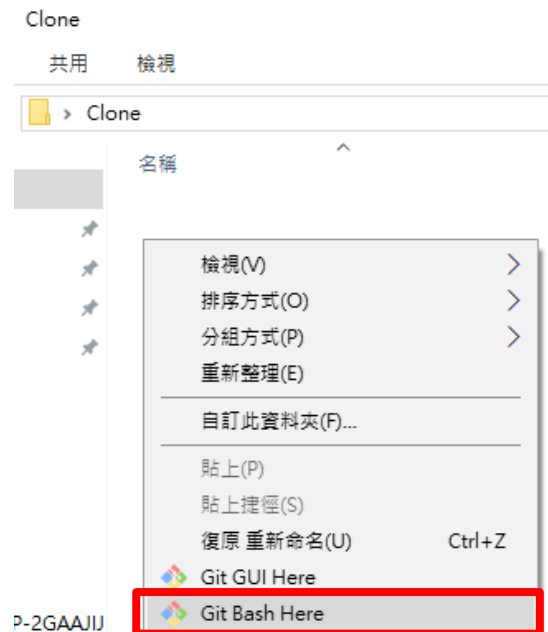 Clone
共用 檢視
Clone
名稱
檢視(V)
排序方式(O)
分組方式(P)
重新整理(E)
自訂此資料夾(F)...
貼上(P)
貼上捷徑(S)
復原 重新命名(U) Ctrl+Z
Git GUI Here
Git Bash Here
P-2GAAJIJ